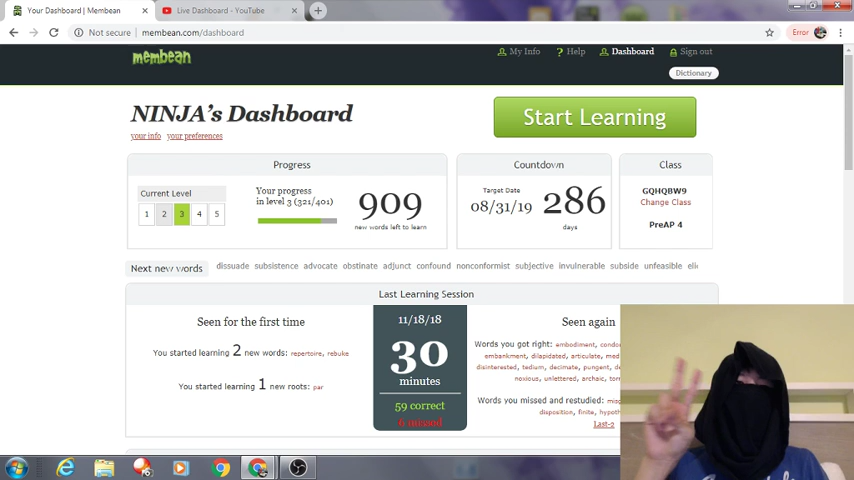 Your Dashboard | Membean
Live Dashboard - YouTube
Not secure | membean.com/dashboard
Error
membean
My Info
? Help
Dashboard
Sign out
Dictionary
NINJA's Dashboard
your info your preferences
Start Learning
Progress
Current Level
1 2 3 4 5
Your progress
in level 3 (321/401)
909
new words left to learn
Countdown
Target Date
08/31/19
286
days
Class
GQHQBW9
Change Class
PreAP 4
Next new words
dissuade subsistence advocate obstinate adjunct confound nonconformist subjective invulnerable subside unfeasible
Last Learning Session
Seen for the first time
You started learning 2 new words: repertoire, rebuke
You started learning 1 new roots: par
11/18/18
30
minutes
59 correct
6 missed
Seen again
Words you got right: embodiment,
embankment, dilapidated, articulate,
disinterested, tedium, decimate, pungent,
noxious, unlettered, archaic,
Words you missed and restudied:
disposition, finite,